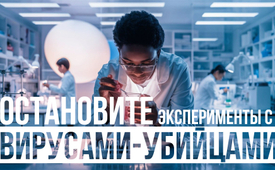 ОСТАНОВИТЕ ЭКСПЕРИМЕНТЫ С
ВИРУСАМИ-УБИЙЦАМИ